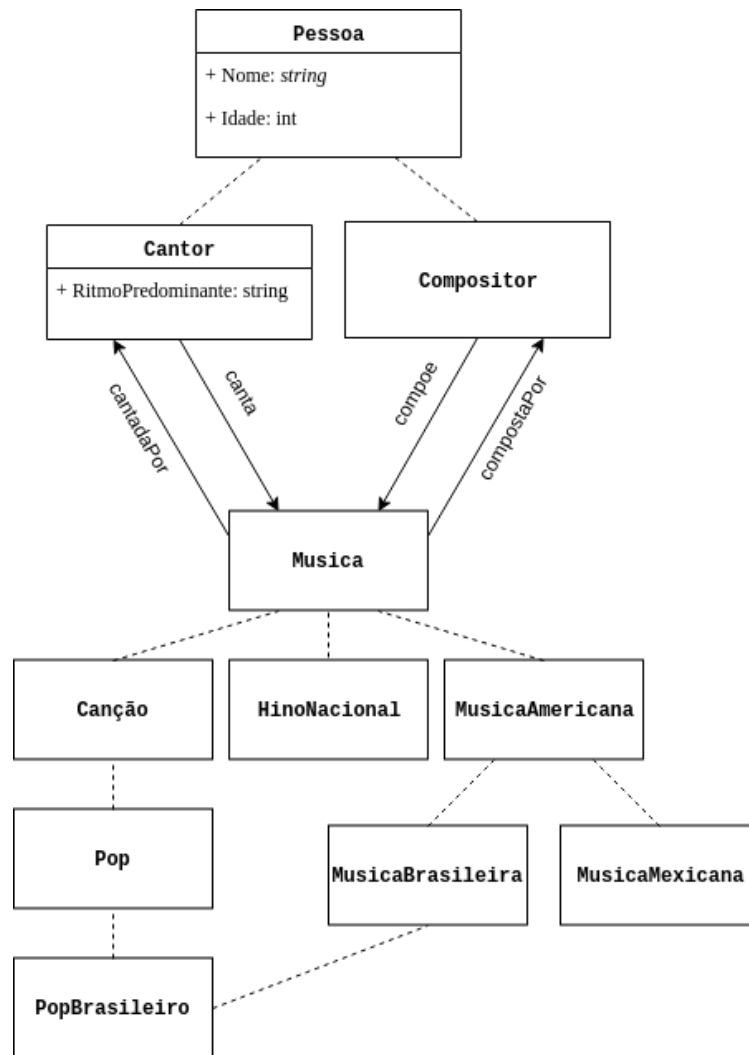 Pessoa
+ Nome: string
+ Idade: int
Cantor
+ RitmoPredominante: string
Compositor
cantadaPor
canta
compoe
compostaPor
Musica
Canção
HinoNacional
MusicaAmericana
Pop
MusicaBrasileira
MusicaMexicana
PopBrasileiro